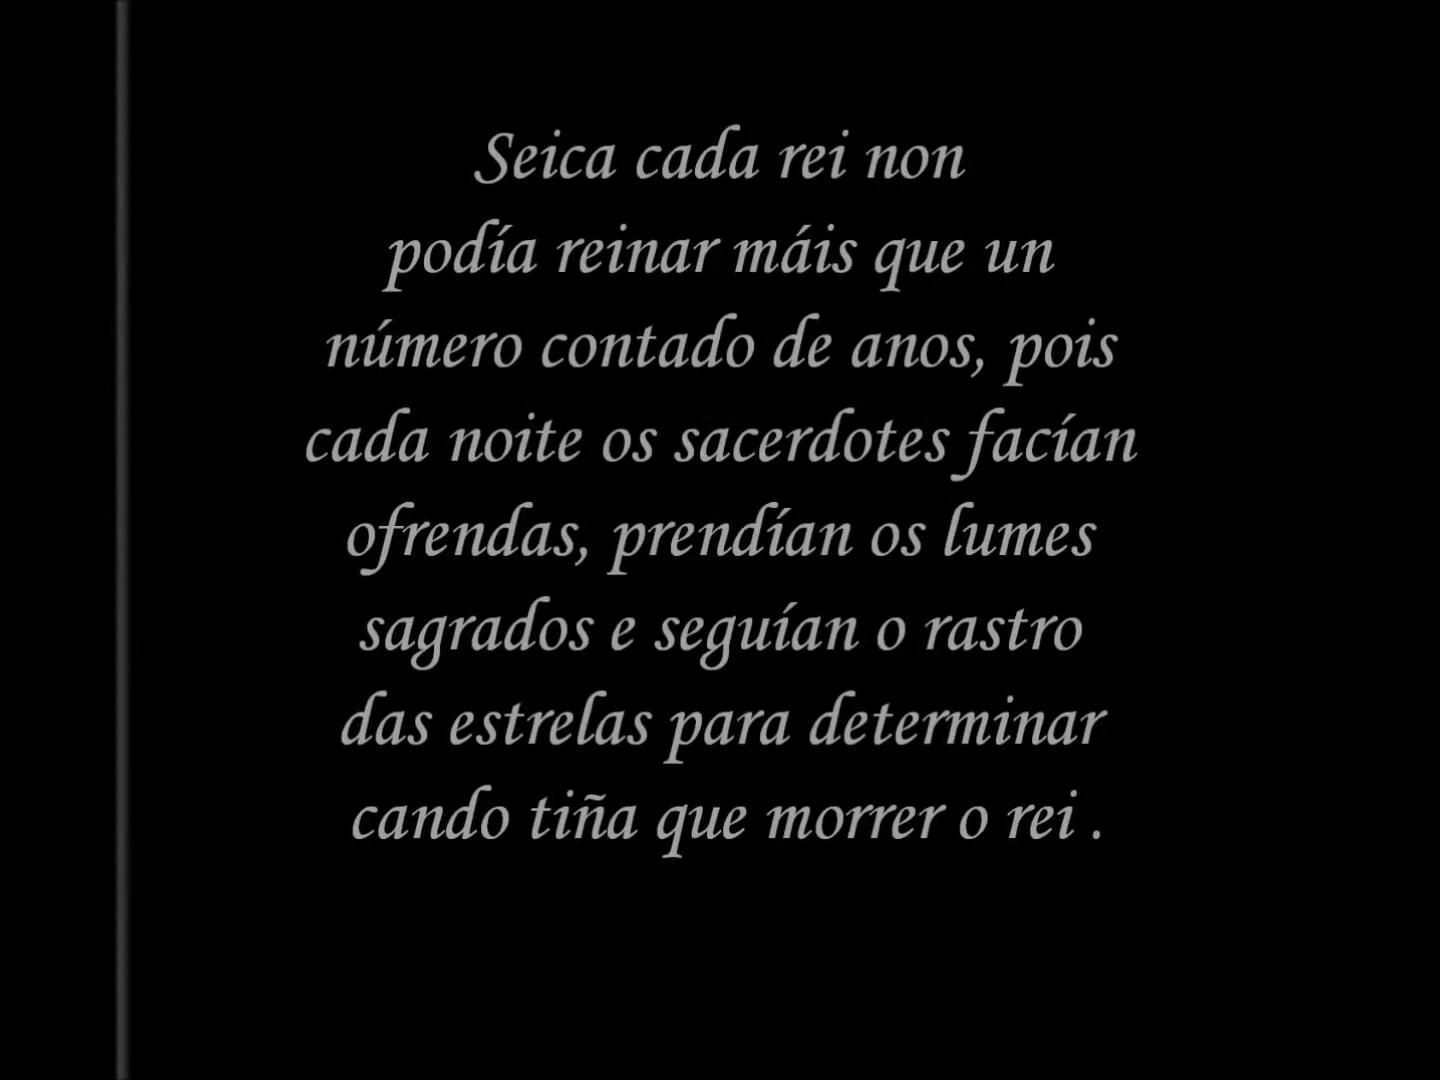 Seica cada rei non
podía reinar máis que un
número contado de anos, pois
cada noite os sacerdotes facían
ofrendas, prendían os lumes
sagrados e seguían o rastro
das estrelas para determinar
cando tiña que morrer o rei .